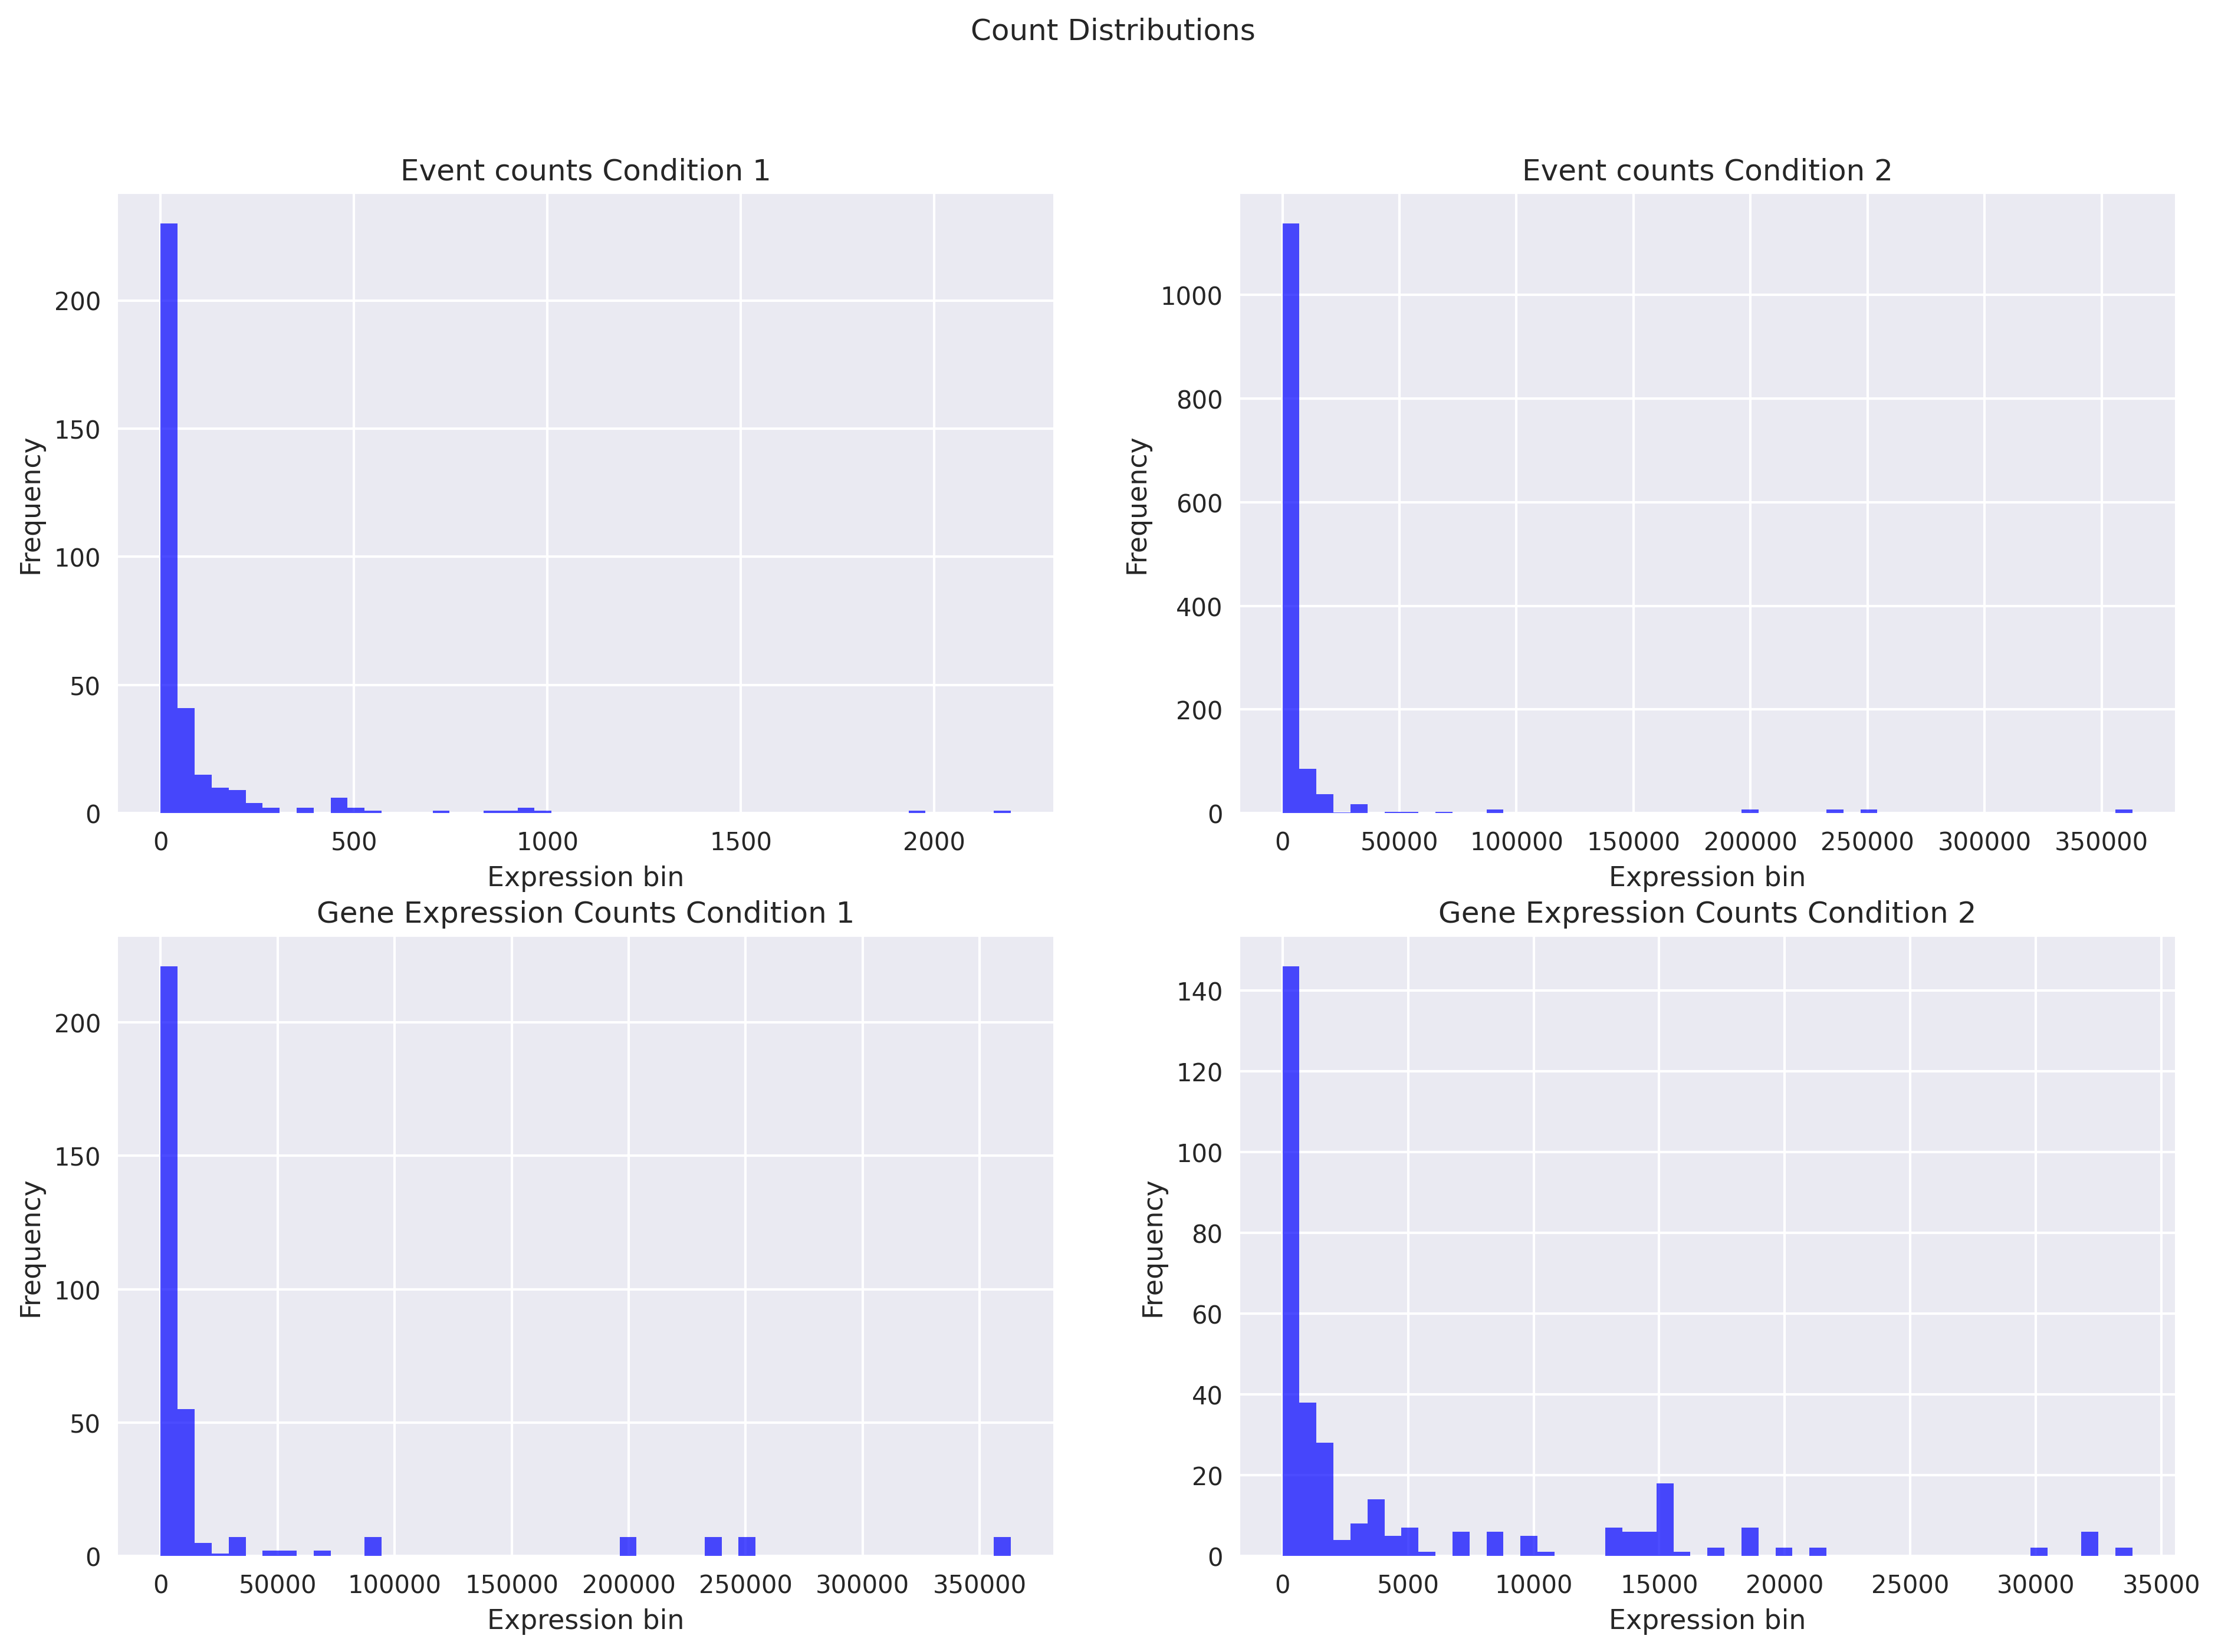 Count Distributions
Event counts Condition 1
Frequency
200
150
100
50
0
0 500 1000 1500 2000
Expression bin
Event counts Condition 2
Frequency
1000
800
600
400
200
0
0 50000 100000 150000 200000 250000 300000 350000
Expression bin
Gene Expression Counts Condition 1
Frequency
200
150
100
50
0
0 50000 100000 150000 200000 250000 300000 350000
Expression bin
Gene Expression Counts Condition 2
Frequency
140
120
100
80
60
40
20
0
0 5000 10000 15000 20000 25000 30000 35000
Expression bin